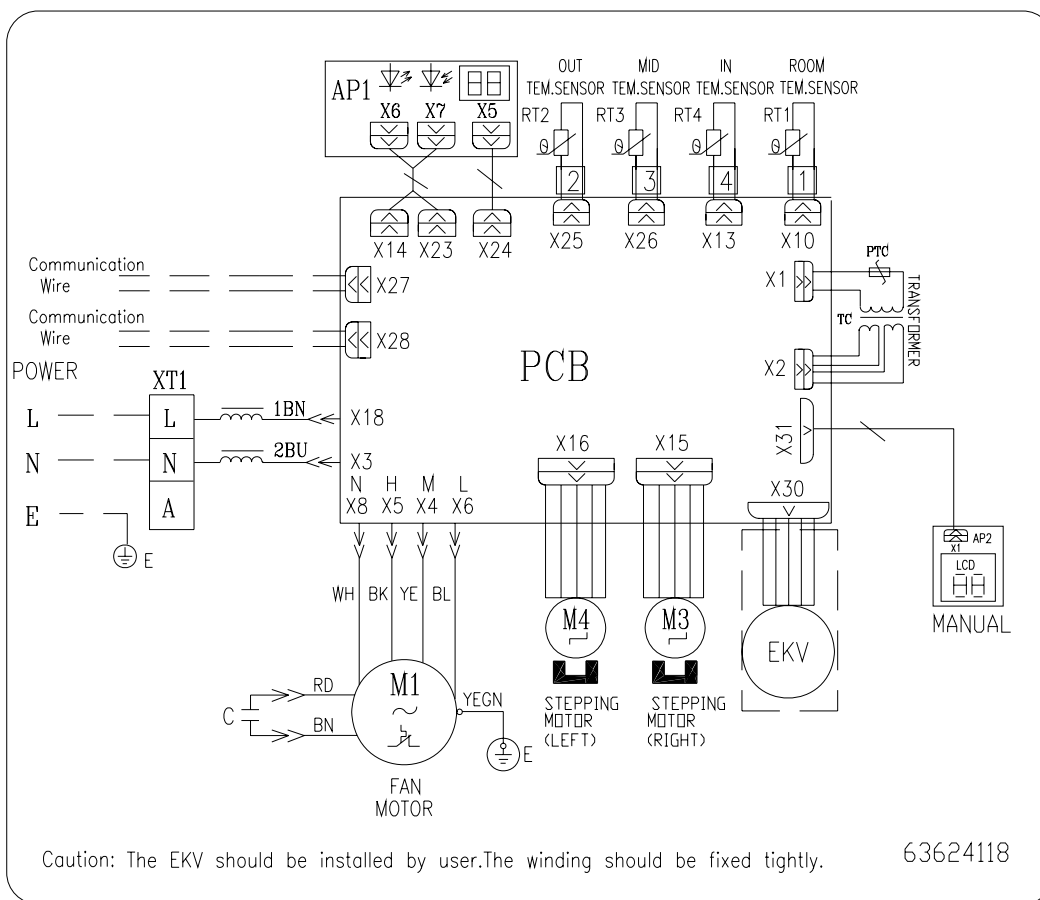 OUT MID IN ROOM
TEM.SENSOR TEM.SENSOR TEM.SENSOR TEM.SENSOR
AP1
X6 X7 X5
RT2 RT3 RT4 RT1
θ θ θ θ
2 3 4 1
X14 X23 X24 X25 X26 X13 X10
PTC
Communication
Wire
X27
X1
TRANSFORMER
TC
Communication
Wire
X28
X2
PCB
POWER
XT1
L L 1BN X18
N N 2BU X3
E A
E
X31
N H M L
X8 X5 X4 X6
X16 X15
X30
WH BK YE BL
AP2
X1
LCD
MANUAL
M4 M3
EKV
STEPPING
MOTOR
(LEFT)
STEPPING
MOTOR
(RIGHT)
C
RD
BN
M1
YEGN
E
FAN
MOTOR
Caution: The EKV should be installed by user.The winding should be fixed tightly.
63624118